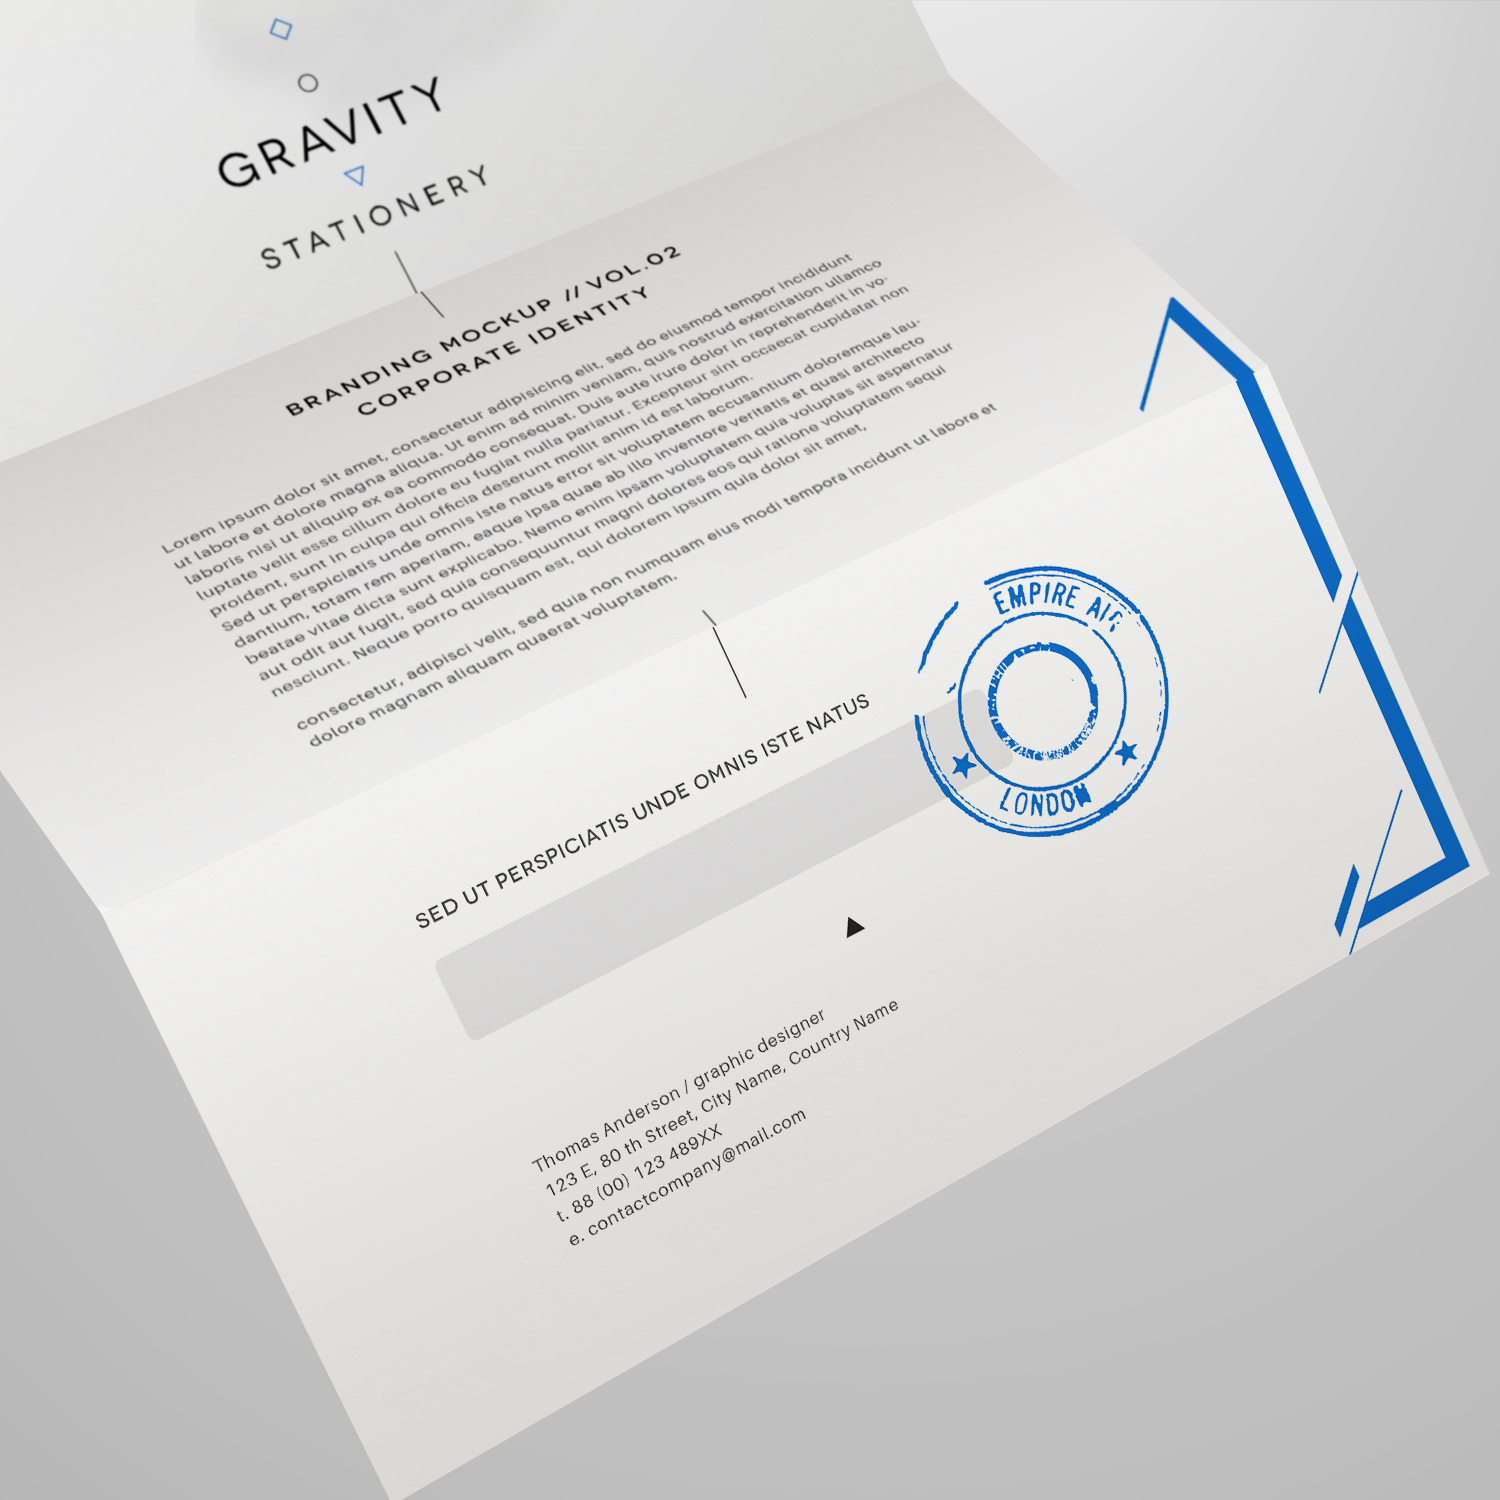 GRAVITY
STATIONERY
BRANDING MOCKUP // VOL.02
CORPORATE IDENTITY
Lorem ipsum dolor sit amet, consectetur adipisicing elit, sed do eiusmod tempor incididunt
ut labore et dolore magna aliqua. Ut enim ad minim veniam, quis nostrud exercitation ullamco
laboris nisi ut aliquip ex ea commodo consequat. Duis aute irure dolor in reprehenderit in vo-
luptate velit esse cillum dolore eu fugiat nulla pariatur. Excepteur sint occaecat cupidatat non
proident, sunt in culpa qui officia deserunt mollit anim id est laborum.
Sed ut perspiciatis unde omnis iste natus error sit voluptatem accusantium doloremque lau-
dantium, totam rem aperiam, eaque ipsa quae ab illo inventore veritatis et quasi architecto
beatae vitae dicta sunt explicabo. Nemo enim ipsam voluptatem quia voluptas sit aspernatur
aut odit aut fugit, sed quia consequuntur magni dolores eos qui ratione voluptatem sequi
nesciunt. Neque porro quisquam est, qui dolorem ipsum quia dolor sit amet,
consectetur, adipisci velit, sed quia non numquam eius modi tempora incidunt ut labore et
dolore magnam aliquam quaerat voluptatem.
SED UT PERSPICIATIS UNDE OMNIS ISTE NATUS
EMPIRE AIR
LONDON
Thomas Anderson / graphic designer
123 E, 80 th Street, City Name, Country Name
t. 88 (00) 123 489XX
e. contactcompany@mail.com